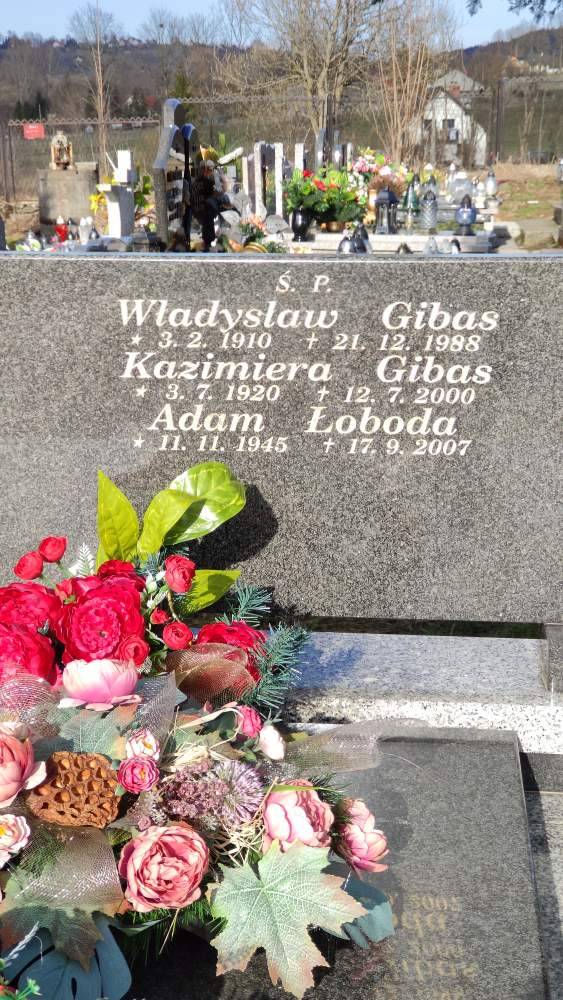 Ś. P.
Władysław Gibas
* 3. 2. 1910 + 21. 12. 1988
Kazimiera Gibas
* 3. 7. 1920 + 12. 7. 2000
Adam Łoboda
* 11. 11. 1945 + 17. 9. 2007